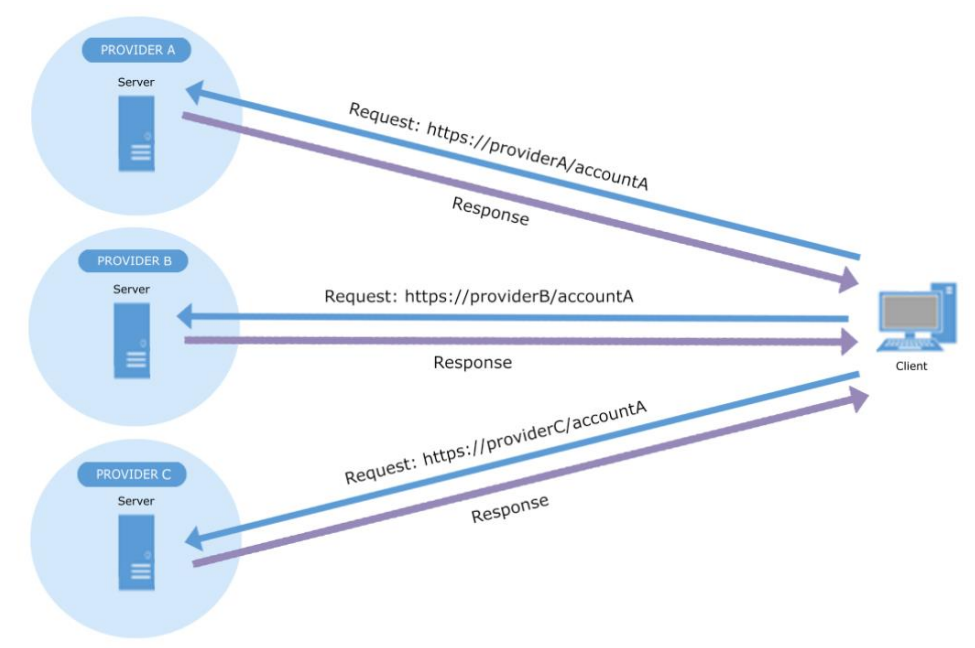 PROVIDER A
Server
Request: https://providerA/accountA
Response
PROVIDER B
Server
Request: https://providerB/accountA
Response
Client
PROVIDER C
Server
Request: https://providerC/accountA
Response